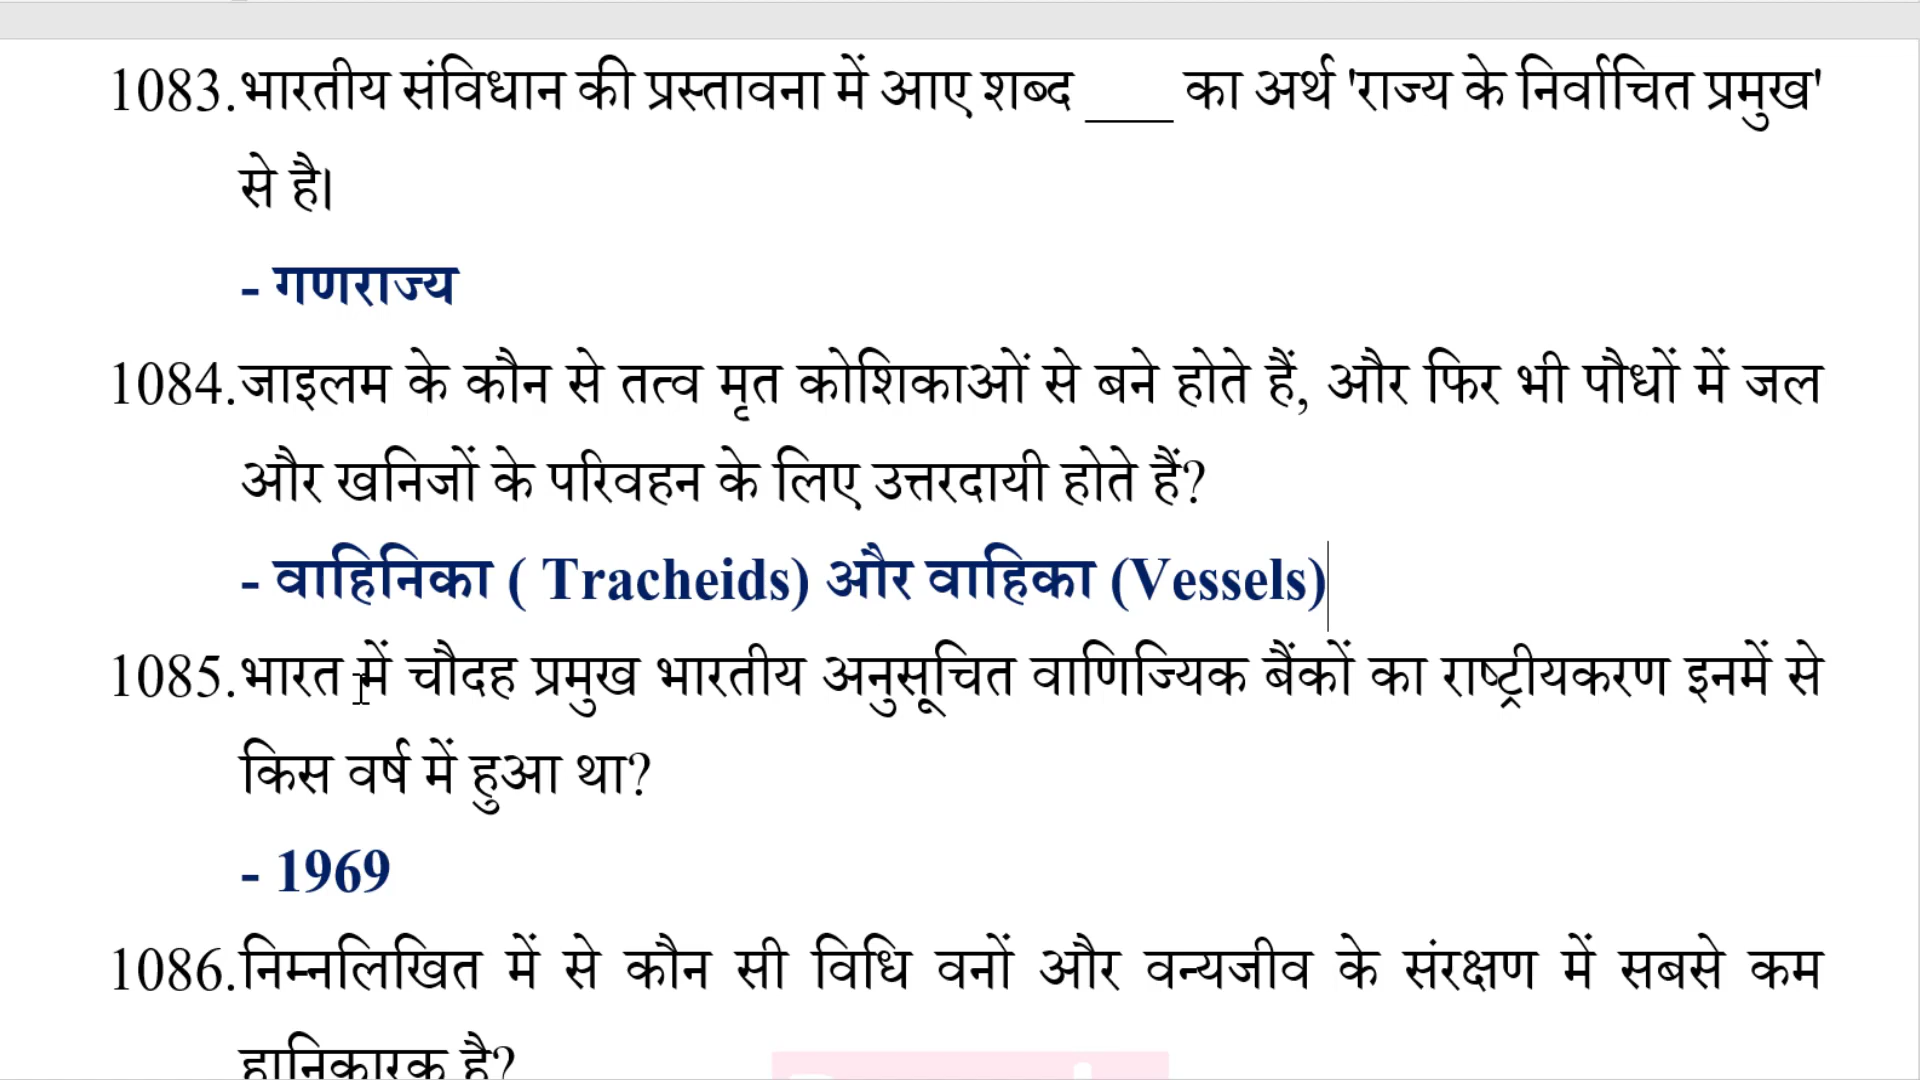 1083.भारतीय संविधान की प्रस्तावना में आए शब्द ___ का अर्थ 'राज्य के निर्वाचित प्रमुख'
से है।
- गणराज्य
1084.जाइलम के कौन से तत्व मृत कोशिकाओं से बने होते हैं, और फिर भी पौधों में जल
और खनिजों के परिवहन के लिए उत्तरदायी होते हैं?
- वाहिनिका ( Tracheids) और वाहिका (Vessels)
1085.भारत में चौदह प्रमुख भारतीय अनुसूचित वाणिज्यिक बैंकों का राष्ट्रीयकरण इनमें से
किस वर्ष में हुआ था?
- 1969
1086.निम्नलिखित में से कौन सी विधि वनों और वन्यजीव के संरक्षण में सबसे कम
हानिकारक है?